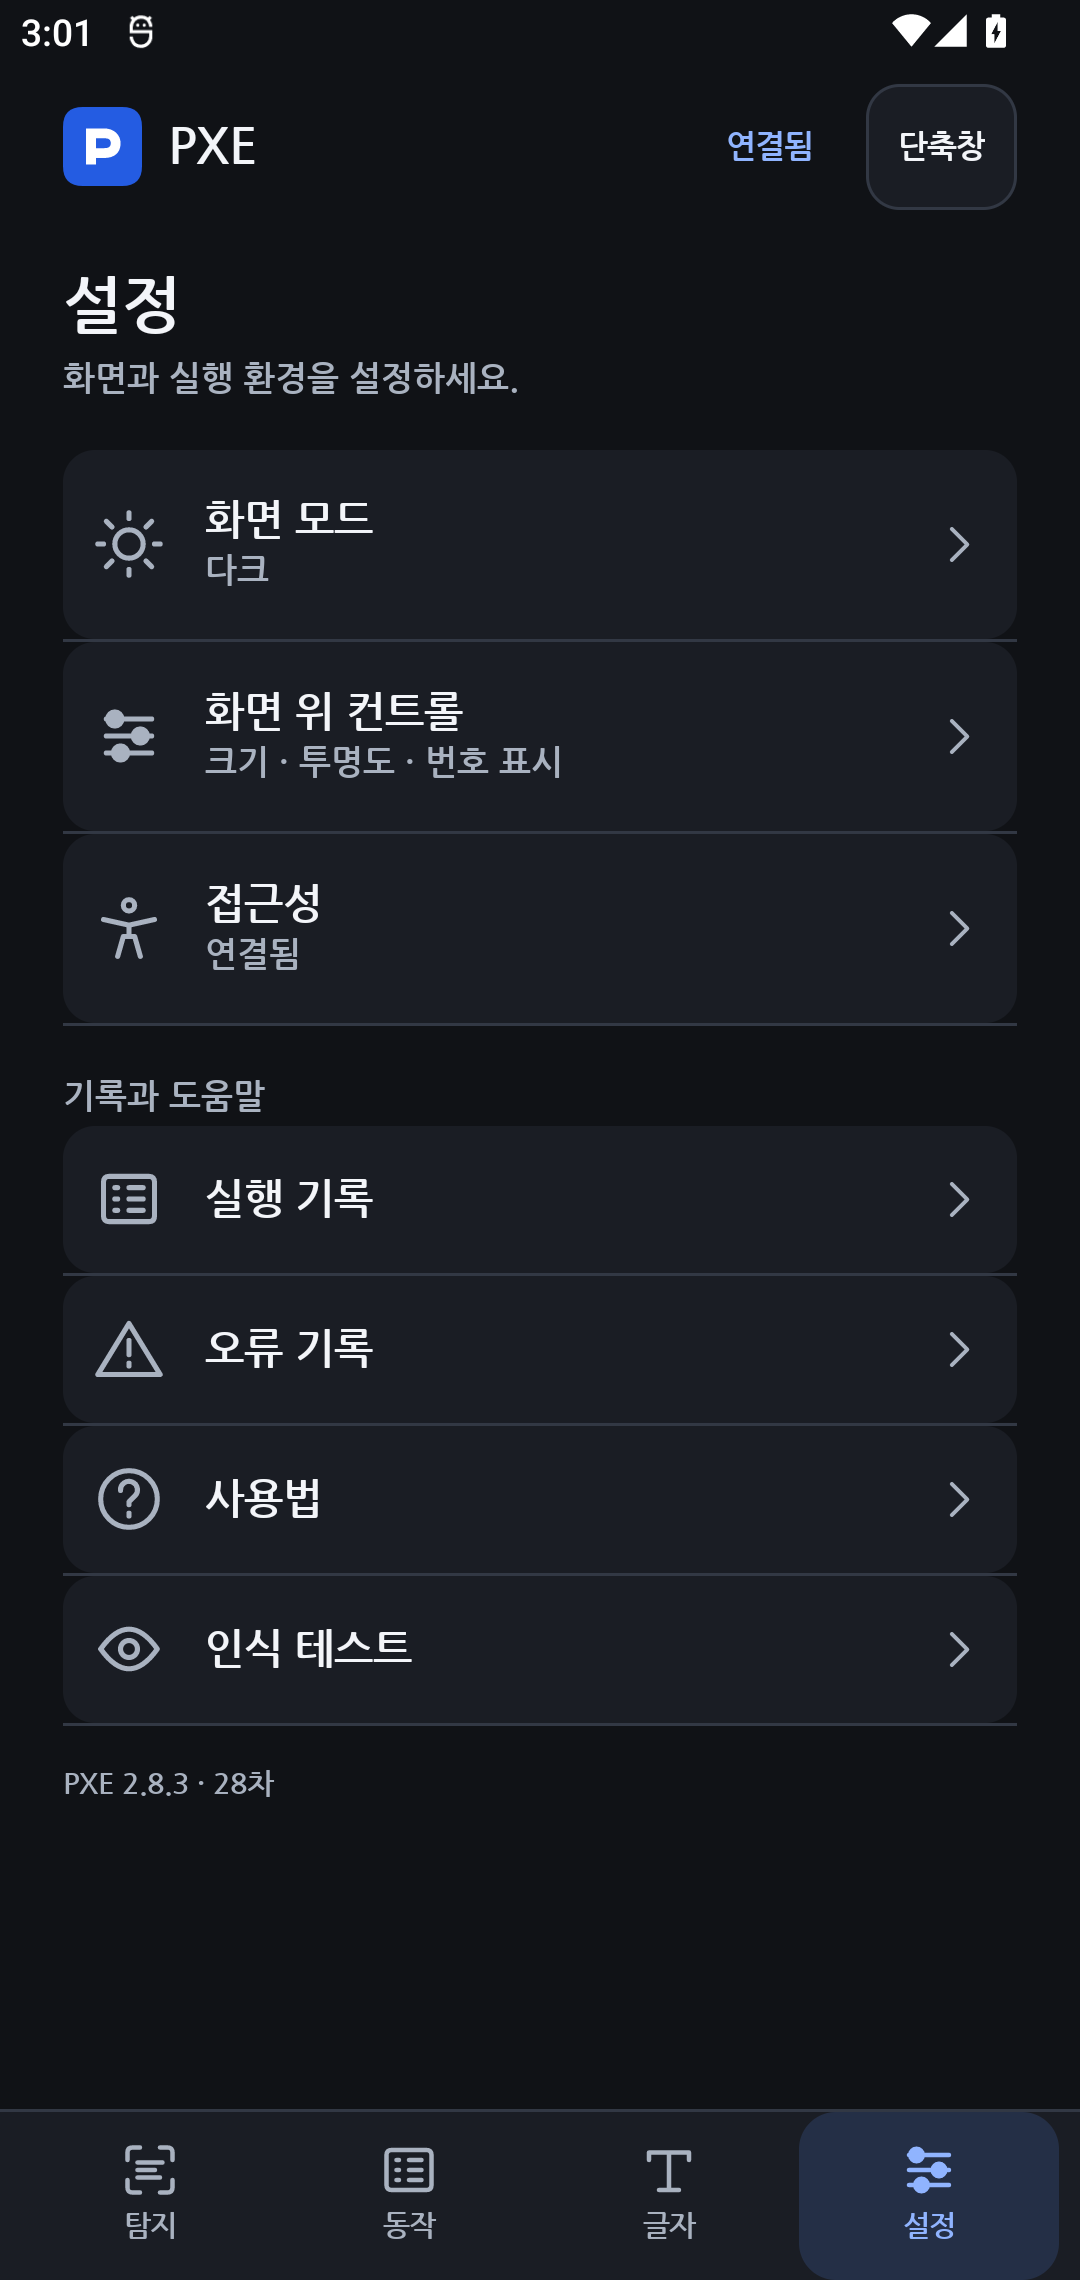 3:01
PXE
연결됨
단축창
설정
화면과 실행 환경을 설정하세요.
화면 모드
다크
화면 위 컨트롤
크기 · 투명도 · 번호 표시
접근성
연결됨
기록과 도움말
실행 기록
오류 기록
사용법
인식 테스트
PXE 2.8.3 · 28차
탐지
동작
글자
설정